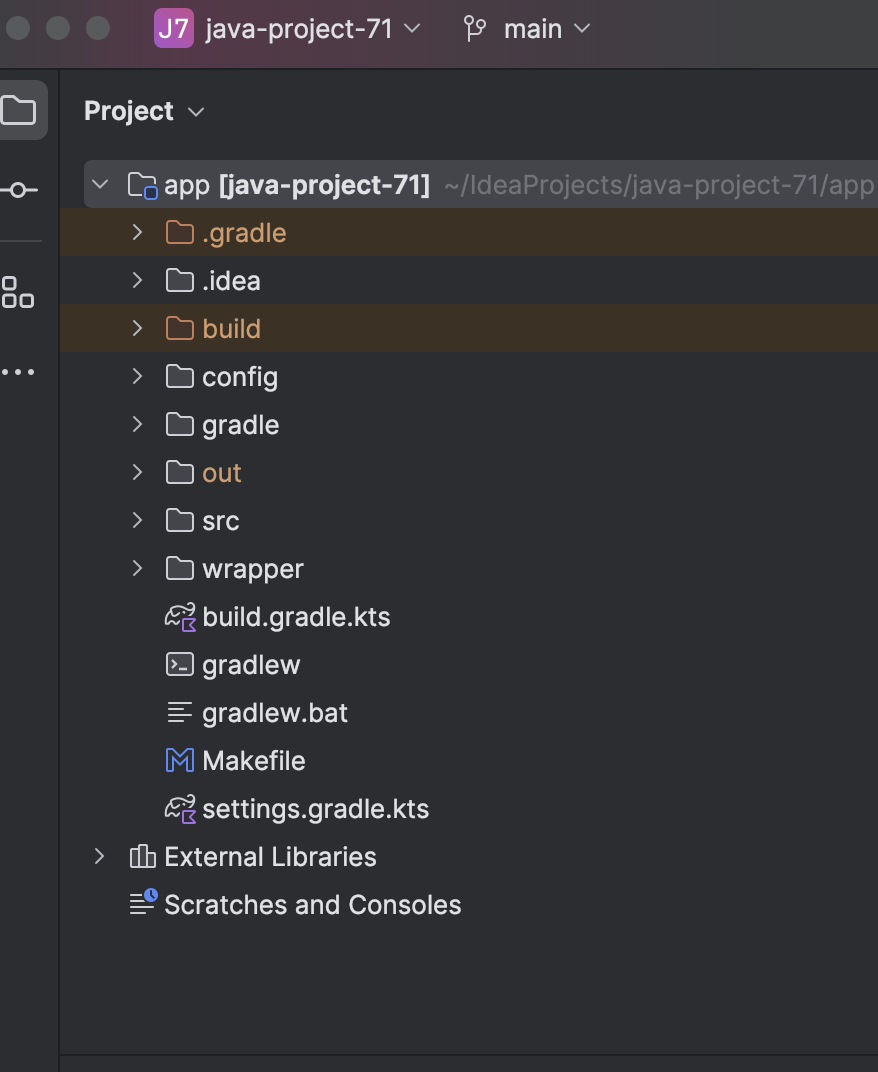 J7 java-project-71 main
Project
app [java-project-71] ~/IdeaProjects/java-project-71/app
.gradle
.idea
build
config
gradle
out
src
wrapper
build.gradle.kts
gradlew
gradlew.bat
Makefile
settings.gradle.kts
External Libraries
Scratches and Consoles